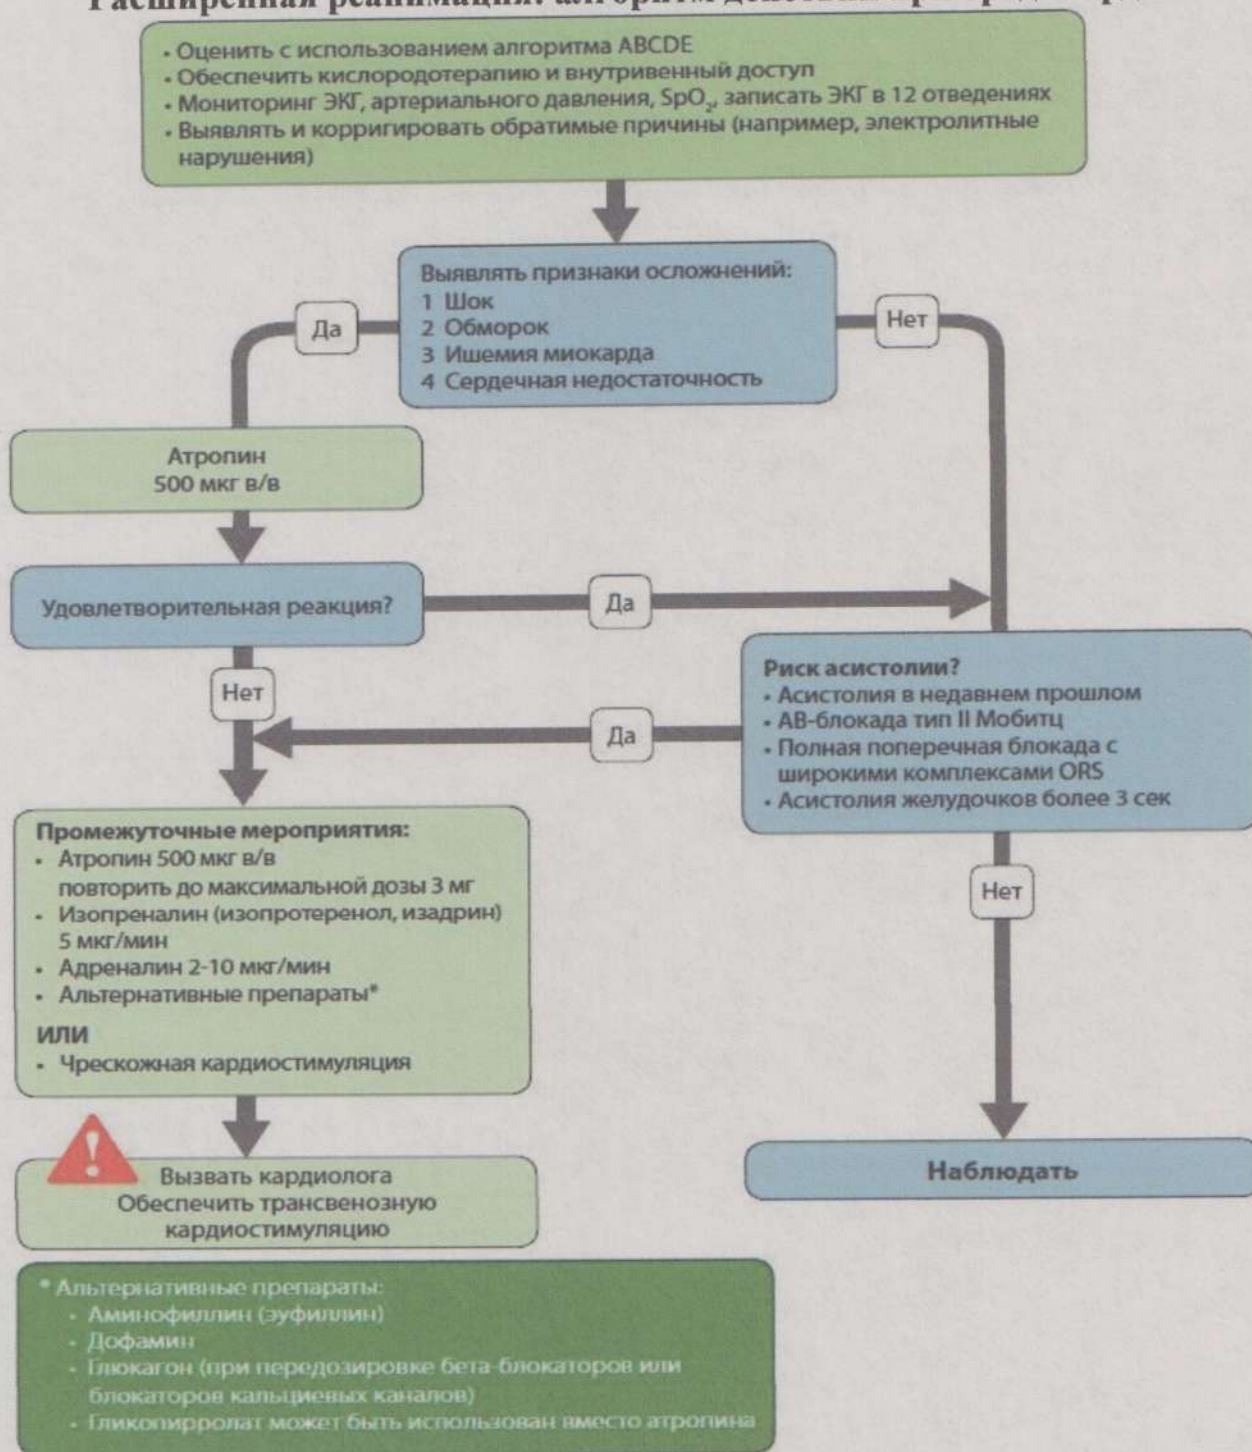 Расширенная реанимация: алгоритм действий при
• Оценить с использованием алгоритма ABCDE
• Обеспечить кислородотерапию и внутривенный доступ
• Мониторинг ЭКГ, артериального давления, SpO₂, записать ЭКГ в 12 отведениях
• Выявлять и корригировать обратимые причины (например, электролитные
нарушения)
Выявлять признаки осложнений:
1 Шок
2 Обморок
3 Ишемия миокарда
4 Сердечная недостаточность
Да
Нет
Атропин
500 мкг в/в
Удовлетворительная реакция?
Да
Нет
Риск асистолии?
• Асистолия в недавнем прошлом
• АВ-блокада тип II Мобитц
• Полная поперечная блокада с
широкими комплексами ORS
• Асистолия желудочков более 3 сек
Да
Нет
Промежуточные мероприятия:
• Атропин 500 мкг в/в
повторить до максимальной дозы 3 мг
• Изопреналин (изопротеренол, изадрин)
5 мкг/мин
• Адреналин 2-10 мкг/мин
• Альтернативные препараты*
ИЛИ
• Чрескожная кардиостимуляция
!
Вызвать кардиолога
Обеспечить трансвенозную
кардиостимуляцию
Наблюдать
* Альтернативные препараты:
• Аминофиллин (эуфиллин)
• Дофамин
• Глюкагон (при передозировке бета-блокаторов или
блокаторов кальциевых каналов)
• Гликопирролат может быть использован вместо атропина